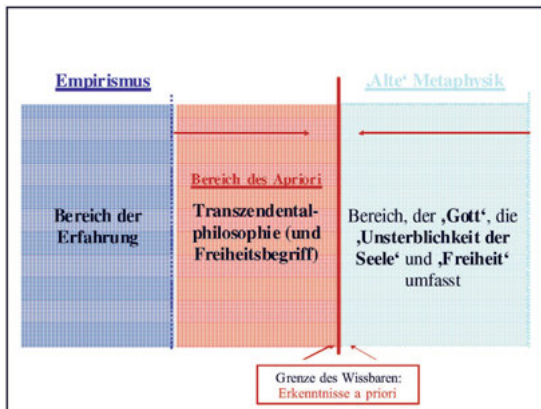 Empirismus
‚Alte‘ Metaphysik
Bereich der
Erfahrung
Bereich des Apriori
Transzendental-
philosophie (und
Freiheitsbegriff)
Bereich, der ‚Gott‘, die
‚Unsterblichkeit der
Seele‘ und ‚Freiheit‘
umfasst
Grenze des Wissbaren:
Erkenntnisse a priori